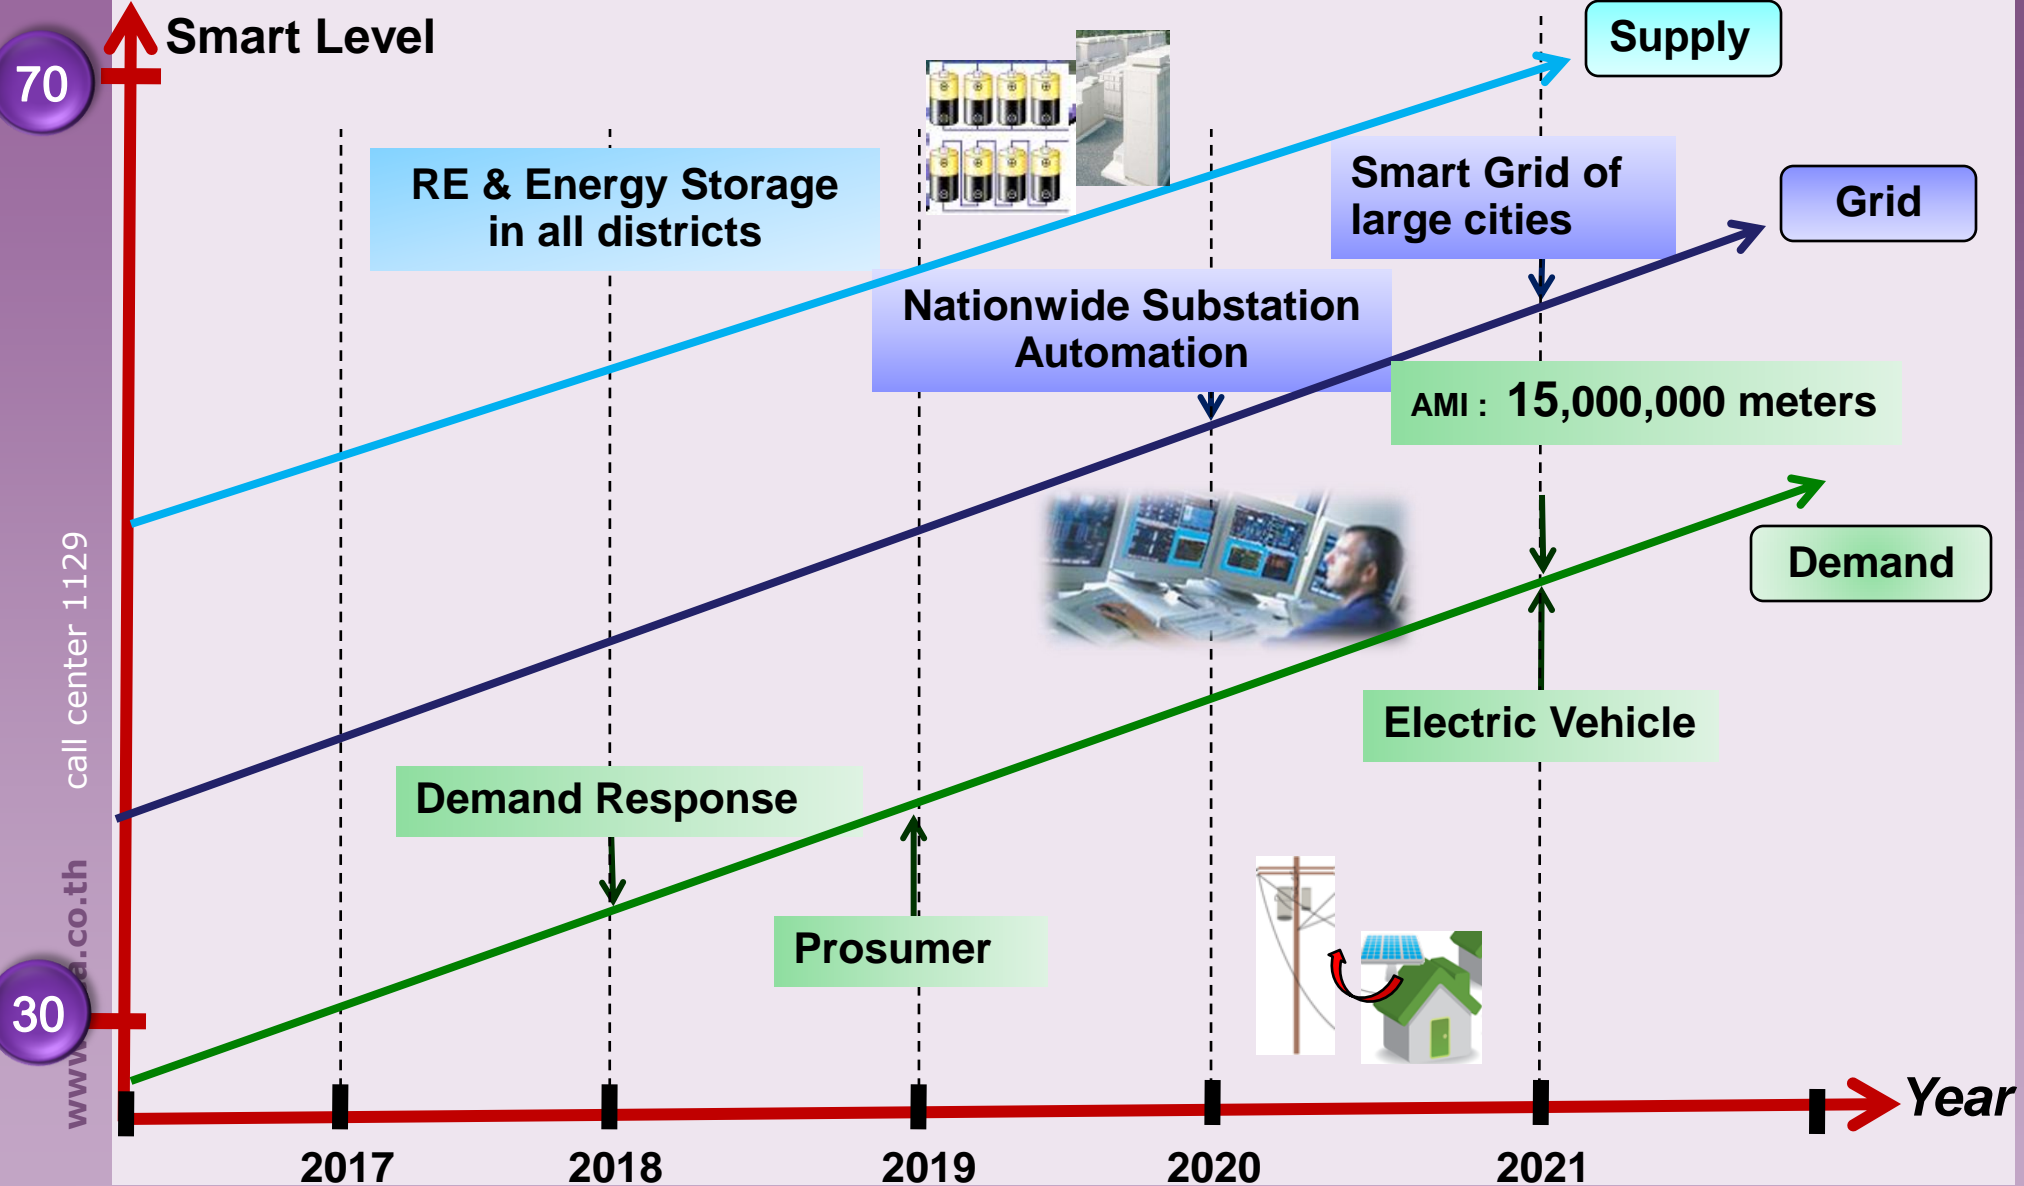 Smart Level
70
Supply
RE & Energy Storage
in all districts
Smart Grid of
large cities
Grid
Nationwide Substation
Automation
AMI : 15,000,000 meters
Demand
Electric Vehicle
Demand Response
Prosumer
30
call center 1129
Year
2017 2018 2019 2020 2021